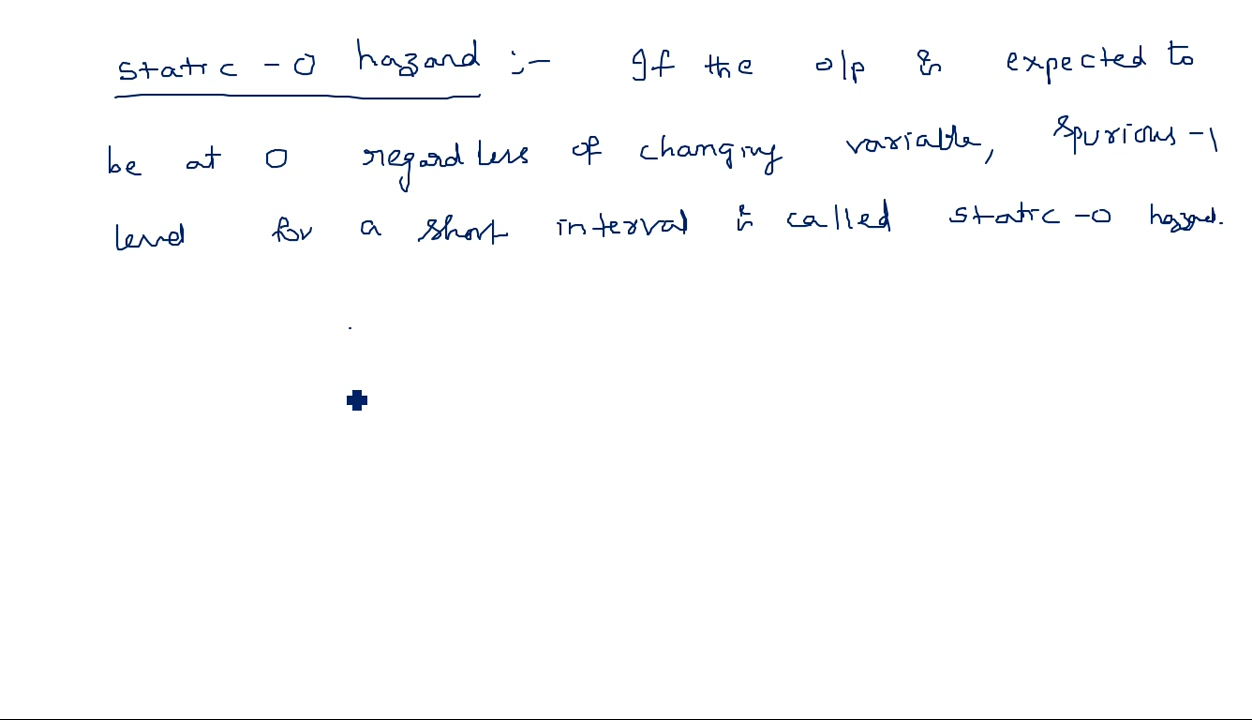 static - 0 hazard :- If the o/p is expected to
be at 0 regardless of changing variable, spurious -1
level for a short interval is called static -0 hazard.